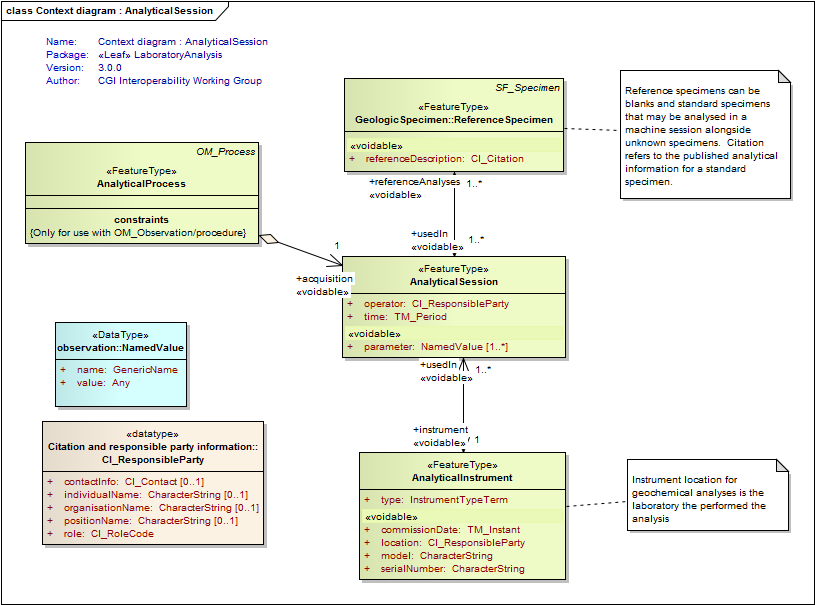 class Context diagram : AnalyticalSession
Name: Context diagram : AnalyticalSession
Package: «Leaf» LaboratoryAnalysis
Version: 3.0.0
Author: CGI Interoperability Working Group
SF_Specimen
«FeatureType»
GeologicSpecimen::ReferenceSpecimen
«voidable»
+ referenceDescription: CI_Citation
Reference specimens can be
blanks and standard specimens
that may be analysed in a
machine session alongside
unknown specimens. Citation
refers to the published analytical
information for a standard
specimen.
OM_Process
«FeatureType»
AnalyticalProcess
constraints
{Only for use with OM_Observation/procedure}
+referenceAnalyses 1..*
«voidable»
+usedIn 1..*
«voidable»
1
+acquisition
«voidable»
«FeatureType»
AnalyticalSession
+ operator: CI_ResponsibleParty
+ time: TM_Period
«voidable»
+ parameter: NamedValue [1..*]
+usedIn 1..*
«voidable»
«DataType»
observation::NamedValue
+ name: GenericName
+ value: Any
+instrument
«voidable» 1
«datatype»
Citation and responsible party information::
CI_ResponsibleParty
+ contactInfo: CI_Contact [0..1]
+ individualName: CharacterString [0..1]
+ organisationName: CharacterString [0..1]
+ positionName: CharacterString [0..1]
+ role: CI_RoleCode
«FeatureType»
AnalyticalInstrument
+ type: InstrumentTypeTerm
«voidable»
+ commissionDate: TM_Instant
+ location: CI_ResponsibleParty
+ model: CharacterString
+ serialNumber: CharacterString
Instrument location for
geochemical analyses is the
laboratory the performed the
analysis